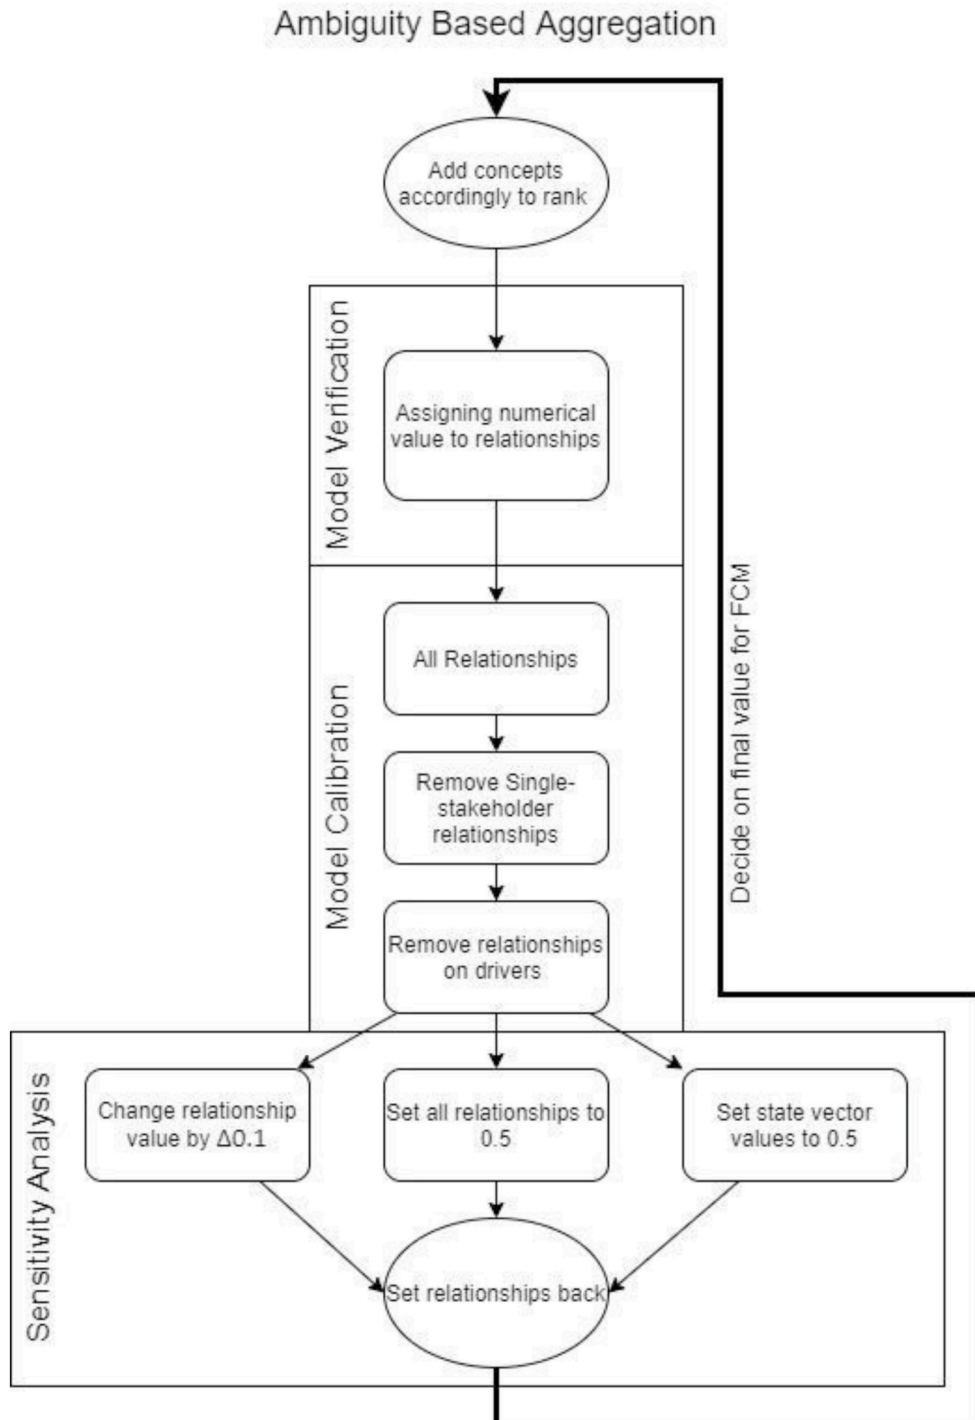 Ambiguity Based Aggregation
Add concepts
accordingly to rank
Model Verification
Assigning numerical
value to relationships
Model Calibration
All Relationships
Remove Single-
stakeholder
relationships
Remove relationships
on drivers
Decide on final value for FCM
Sensitivity Analysis
Change relationship
value by Δ0.1
Set all relationships to
0.5
Set state vector
values to 0.5
Set relationships back